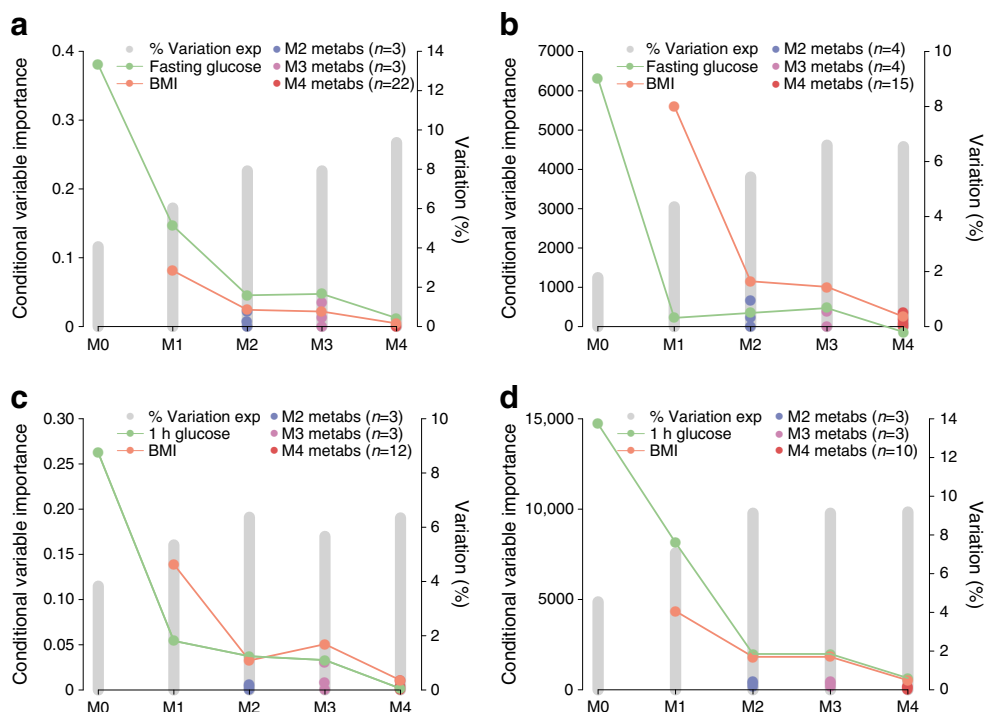 a
0.4
0.3
0.2
0.1
0
Conditional variable importance
% Variation exp
Fasting glucose
BMI
M2 metabs (n=3)
M3 metabs (n=3)
M4 metabs (n=22)
14
12
10
8
6
4
2
0
Variation (%)
M0 M1 M2 M3 M4
b
7000
6000
5000
4000
3000
2000
1000
0
Conditional variable importance
% Variation exp
Fasting glucose
BMI
M2 metabs (n=4)
M3 metabs (n=4)
M4 metabs (n=15)
10
8
6
4
2
0
Variation (%)
M0 M1 M2 M3 M4
c
0.30
0.25
0.20
0.15
0.10
0.05
0
Conditional variable importance
% Variation exp
1 h glucose
BMI
M2 metabs (n=3)
M3 metabs (n=3)
M4 metabs (n=12)
10
8
6
4
2
0
Variation (%)
M0 M1 M2 M3 M4
d
15,000
10,000
5000
0
Conditional variable importance
% Variation exp
1 h glucose
BMI
M2 metabs (n=3)
M3 metabs (n=3)
M4 metabs (n=10)
14
12
10
8
6
4
2
0
Variation (%)
M0 M1 M2 M3 M4